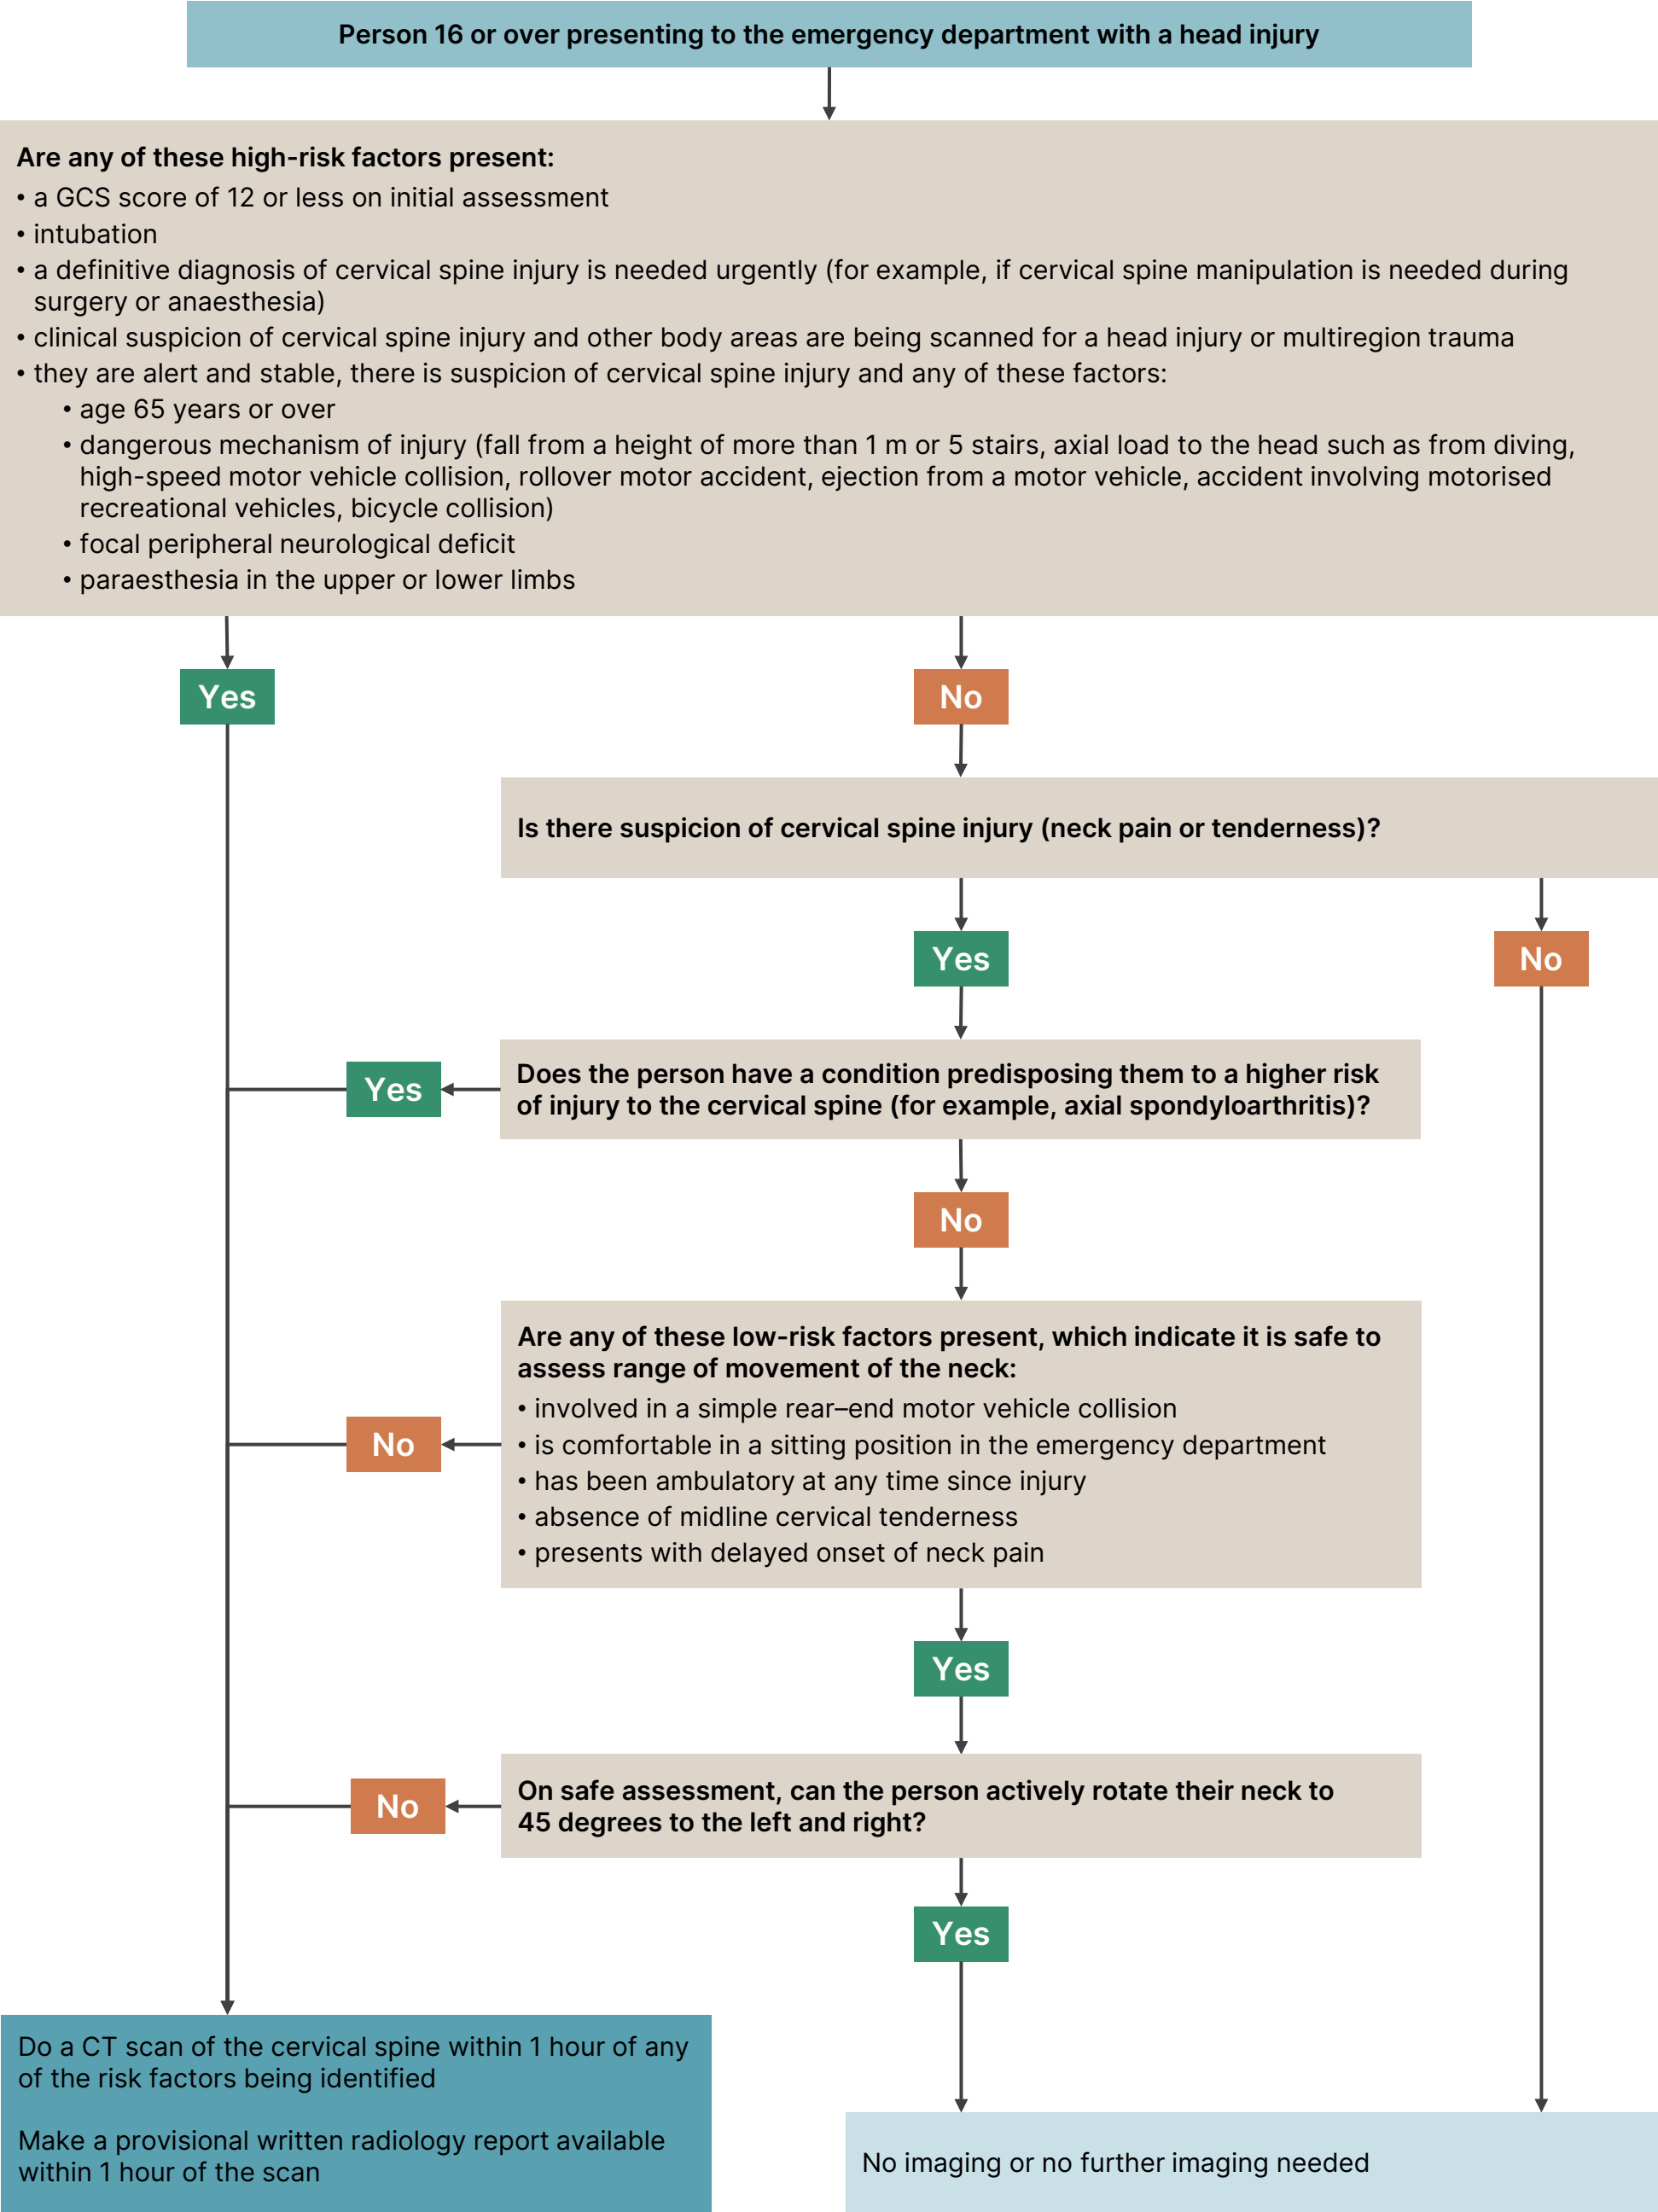 Person 16 or over presenting to the emergency department with a head injury
Are any of these high-risk factors present:
• a GCS score of 12 or less on initial assessment
• intubation
• a definitive diagnosis of cervical spine injury is needed urgently (for example, if cervical spine manipulation is needed during
surgery or anaesthesia)
• clinical suspicion of cervical spine injury and other body areas are being scanned for a head injury or multiregion trauma
• they are alert and stable, there is suspicion of cervical spine injury and any of these factors:
• age 65 years or over
• dangerous mechanism of injury (fall from a height of more than 1 m or 5 stairs, axial load to the head such as from diving,
high-speed motor vehicle collision, rollover motor accident, ejection from a motor vehicle, accident involving motorised
recreational vehicles, bicycle collision)
• focal peripheral neurological deficit
• paraesthesia in the upper or lower limbs
Yes
No
Is there suspicion of cervical spine injury (neck pain or tenderness)?
Yes
No
Does the person have a condition predisposing them to a higher risk
of injury to the cervical spine (for example, axial spondyloarthritis)?
Yes
No
Are any of these low-risk factors present, which indicate it is safe to
assess range of movement of the neck:
• involved in a simple rear–end motor vehicle collision
• is comfortable in a sitting position in the emergency department
• has been ambulatory at any time since injury
• absence of midline cervical tenderness
• presents with delayed onset of neck pain
No
Yes
On safe assessment, can the person actively rotate their neck to
45 degrees to the left and right?
No
Yes
Do a CT scan of the cervical spine within 1 hour of any
of the risk factors being identified
Make a provisional written radiology report available
within 1 hour of the scan
No imaging or no further imaging needed